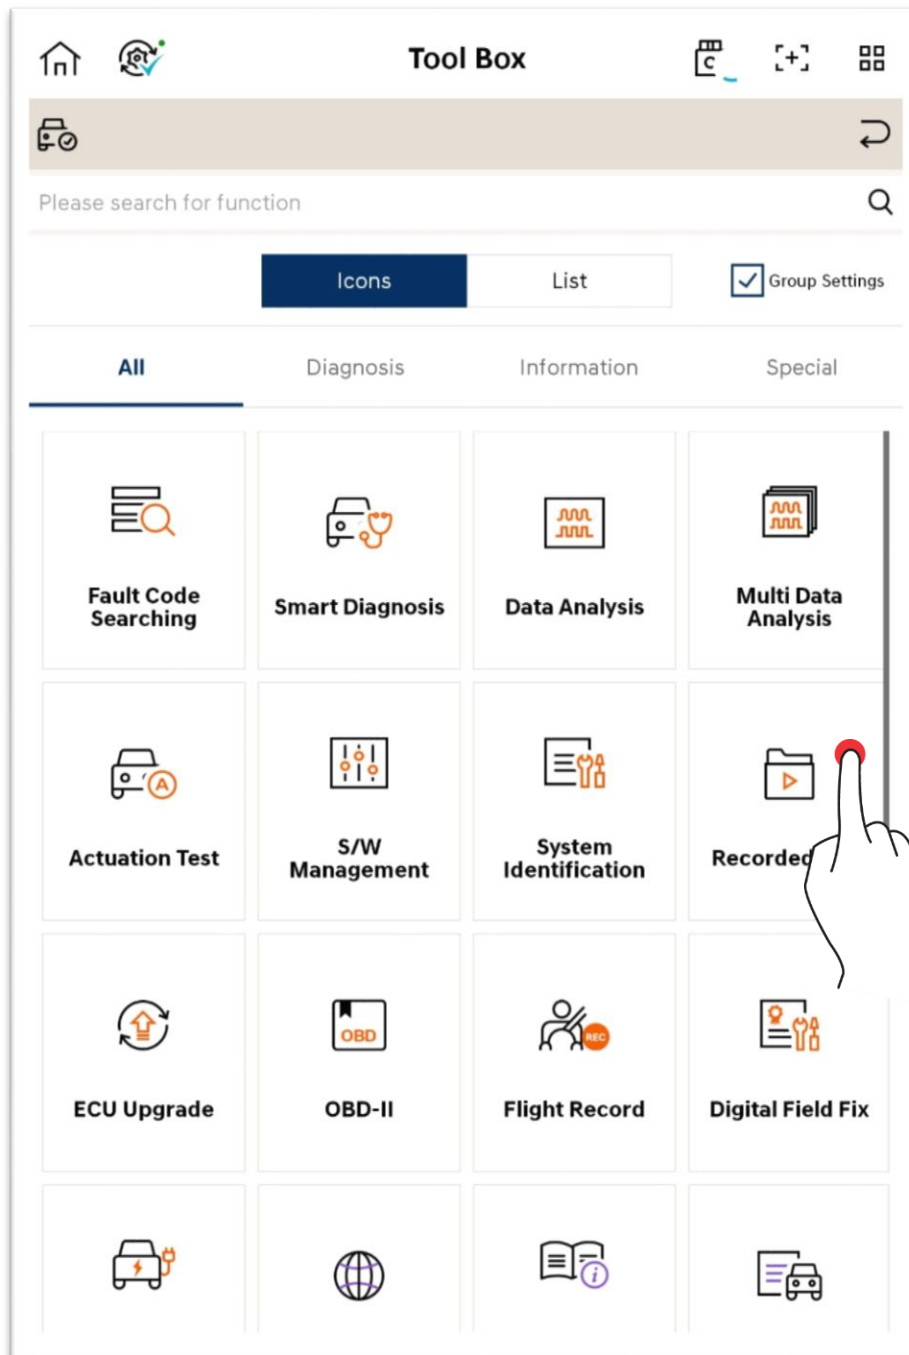 Tool Box
C
Please search for function
Icons
List
Group Settings
All
Diagnosis
Information
Special
Fault Code
Searching
Smart Diagnosis
Data Analysis
Multi Data
Analysis
A
Actuation Test
S/W
Management
System
Identification
Recorded
ECU Upgrade
OBD
OBD-II
REC
Flight Record
Digital Field Fix
i